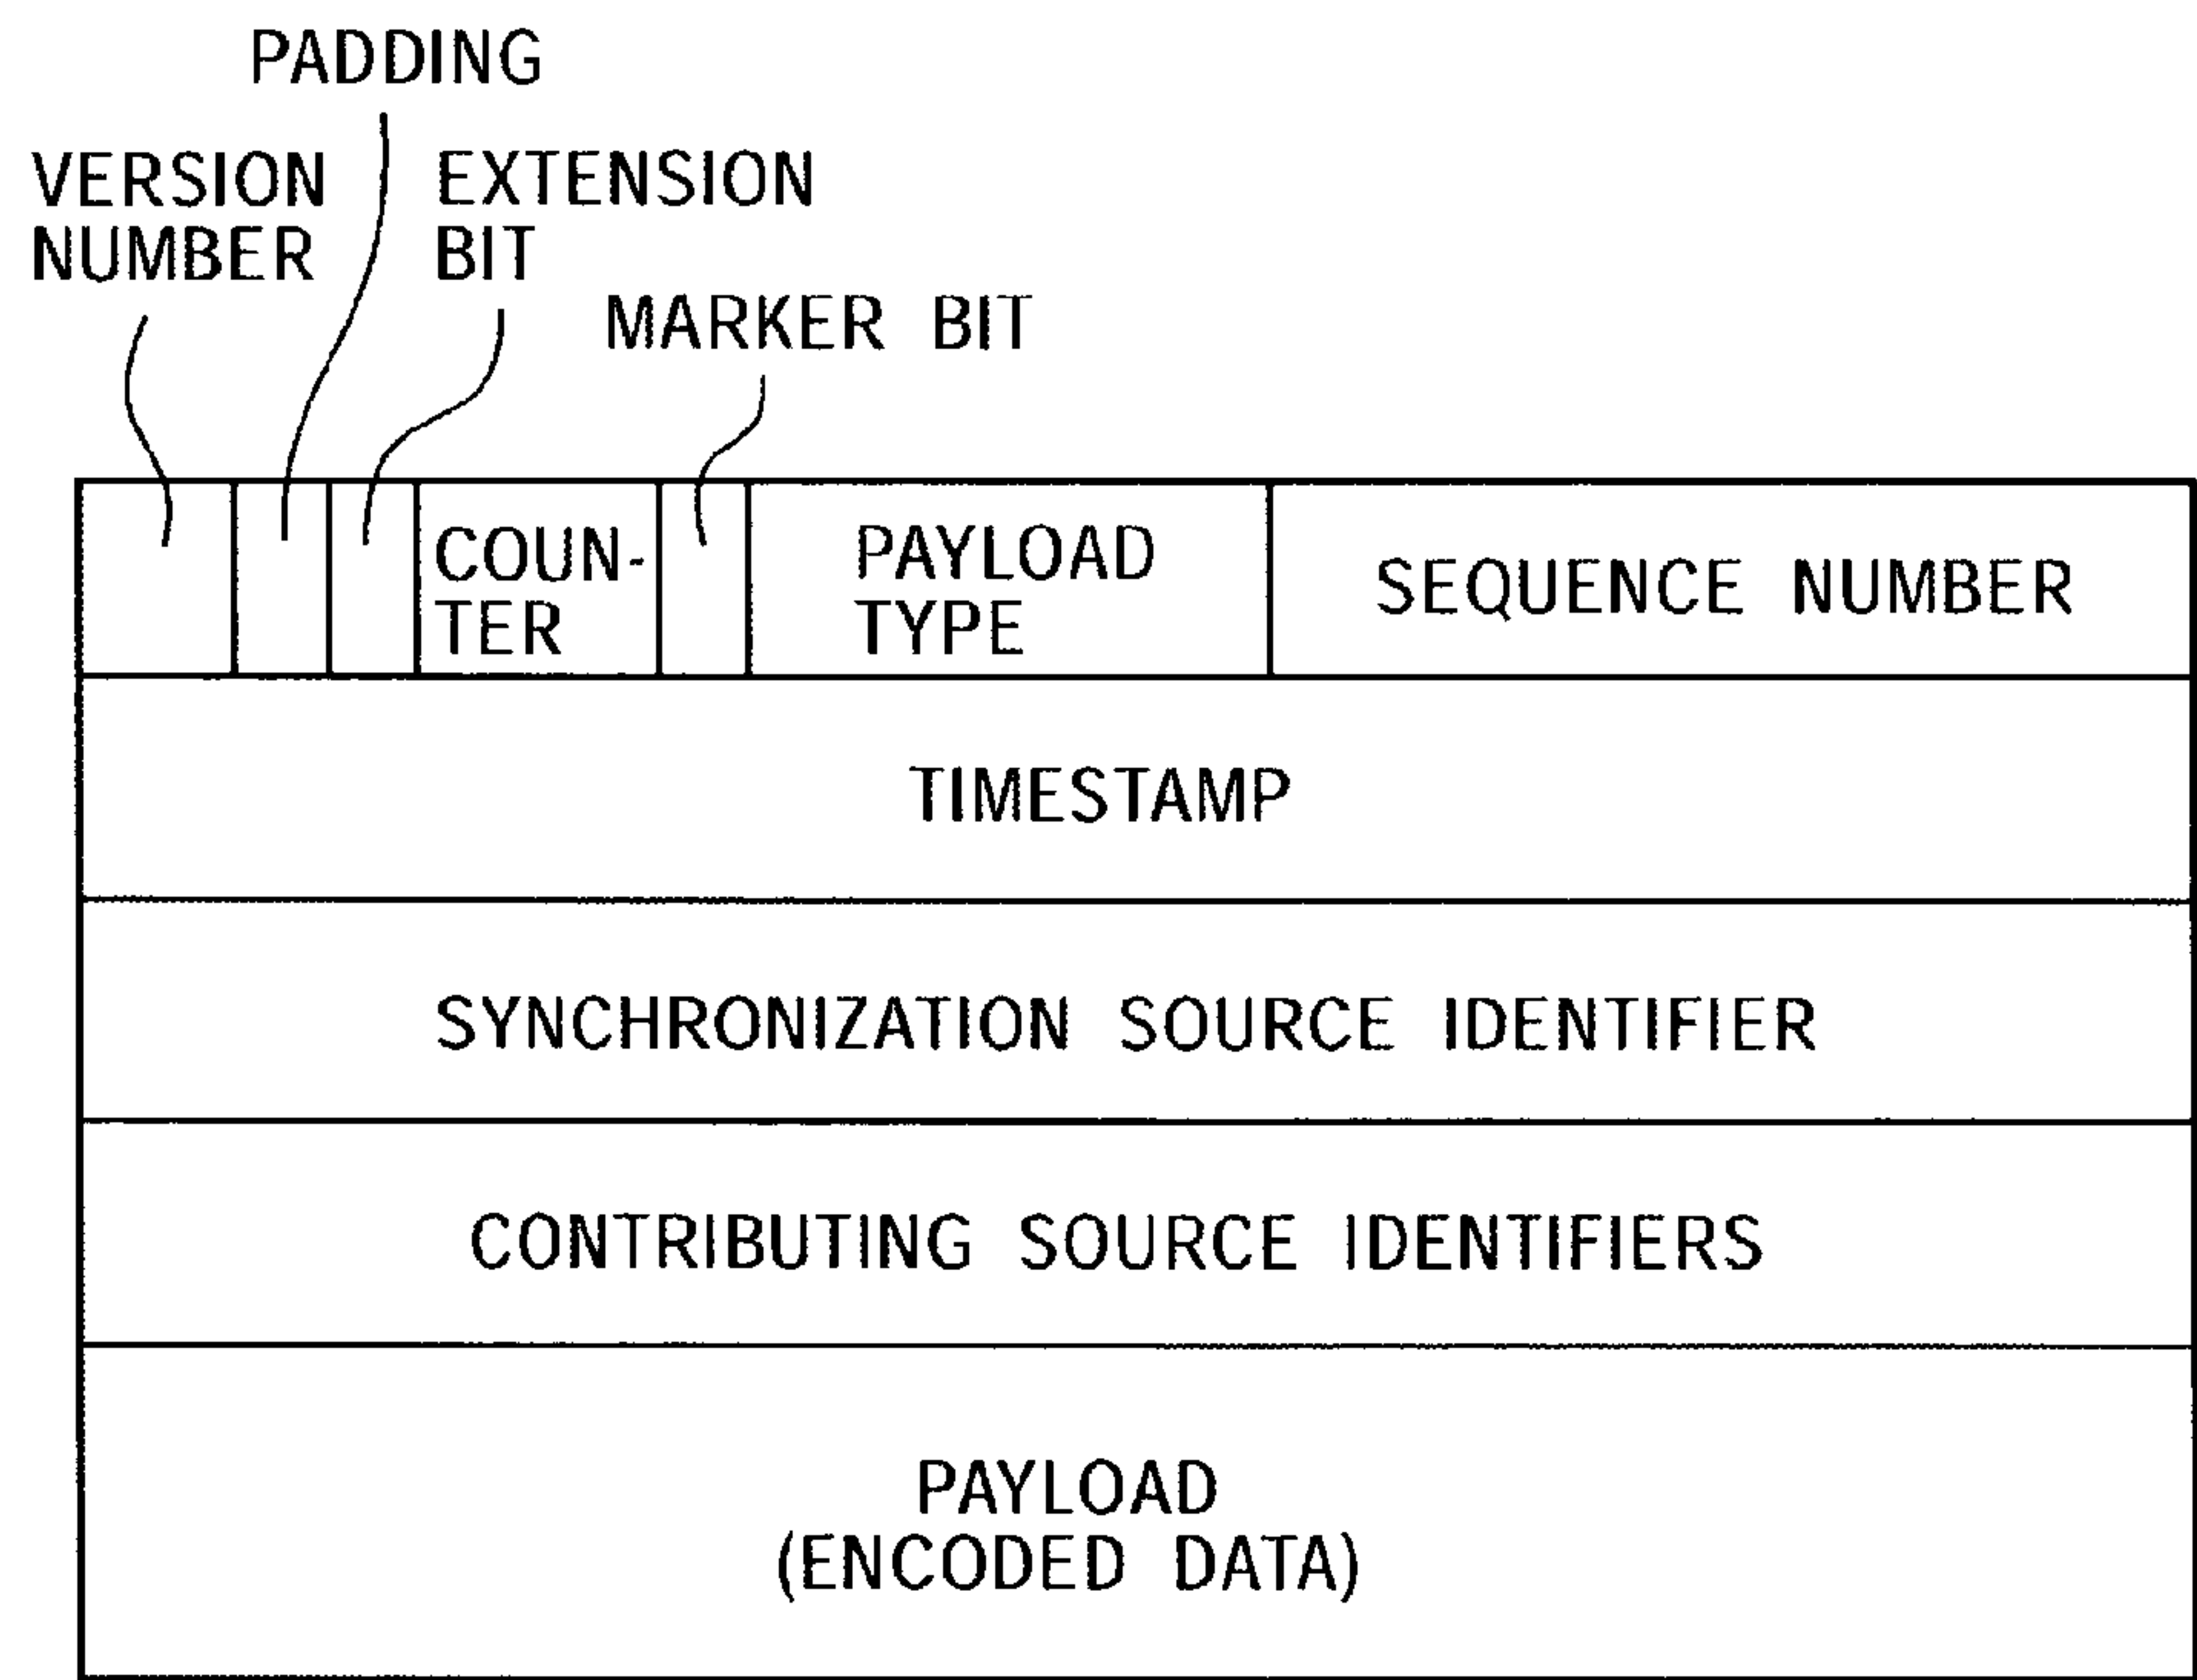 PADDING
VERSION
NUMBER
EXTENSION
BIT
MARKER BIT
COUN-
TER
PAYLOAD
TYPE
SEQUENCE NUMBER
TIMESTAMP
SYNCHRONIZATION SOURCE IDENTIFIER
CONTRIBUTING SOURCE IDENTIFIERS
PAYLOAD
(ENCODED DATA)